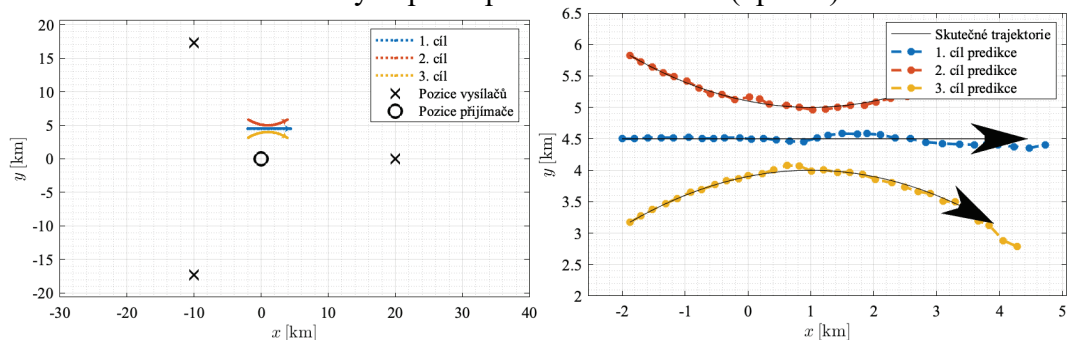 20
15
10
5
0
-5
-10
-15
-20
y [km]
-30
-20
-10
0
10
20
30
40
x [km]
1. cíl
2. cíl
3. cíl
Pozice vysílačů
Pozice přijímače
6.5
6
5.5
5
4.5
4
3.5
3
2.5
2
y [km]
-2
-1
0
1
2
3
4
5
x [km]
Skutečné trajektorie
1. cíl predikce
2. cíl predikce
3. cíl predikce